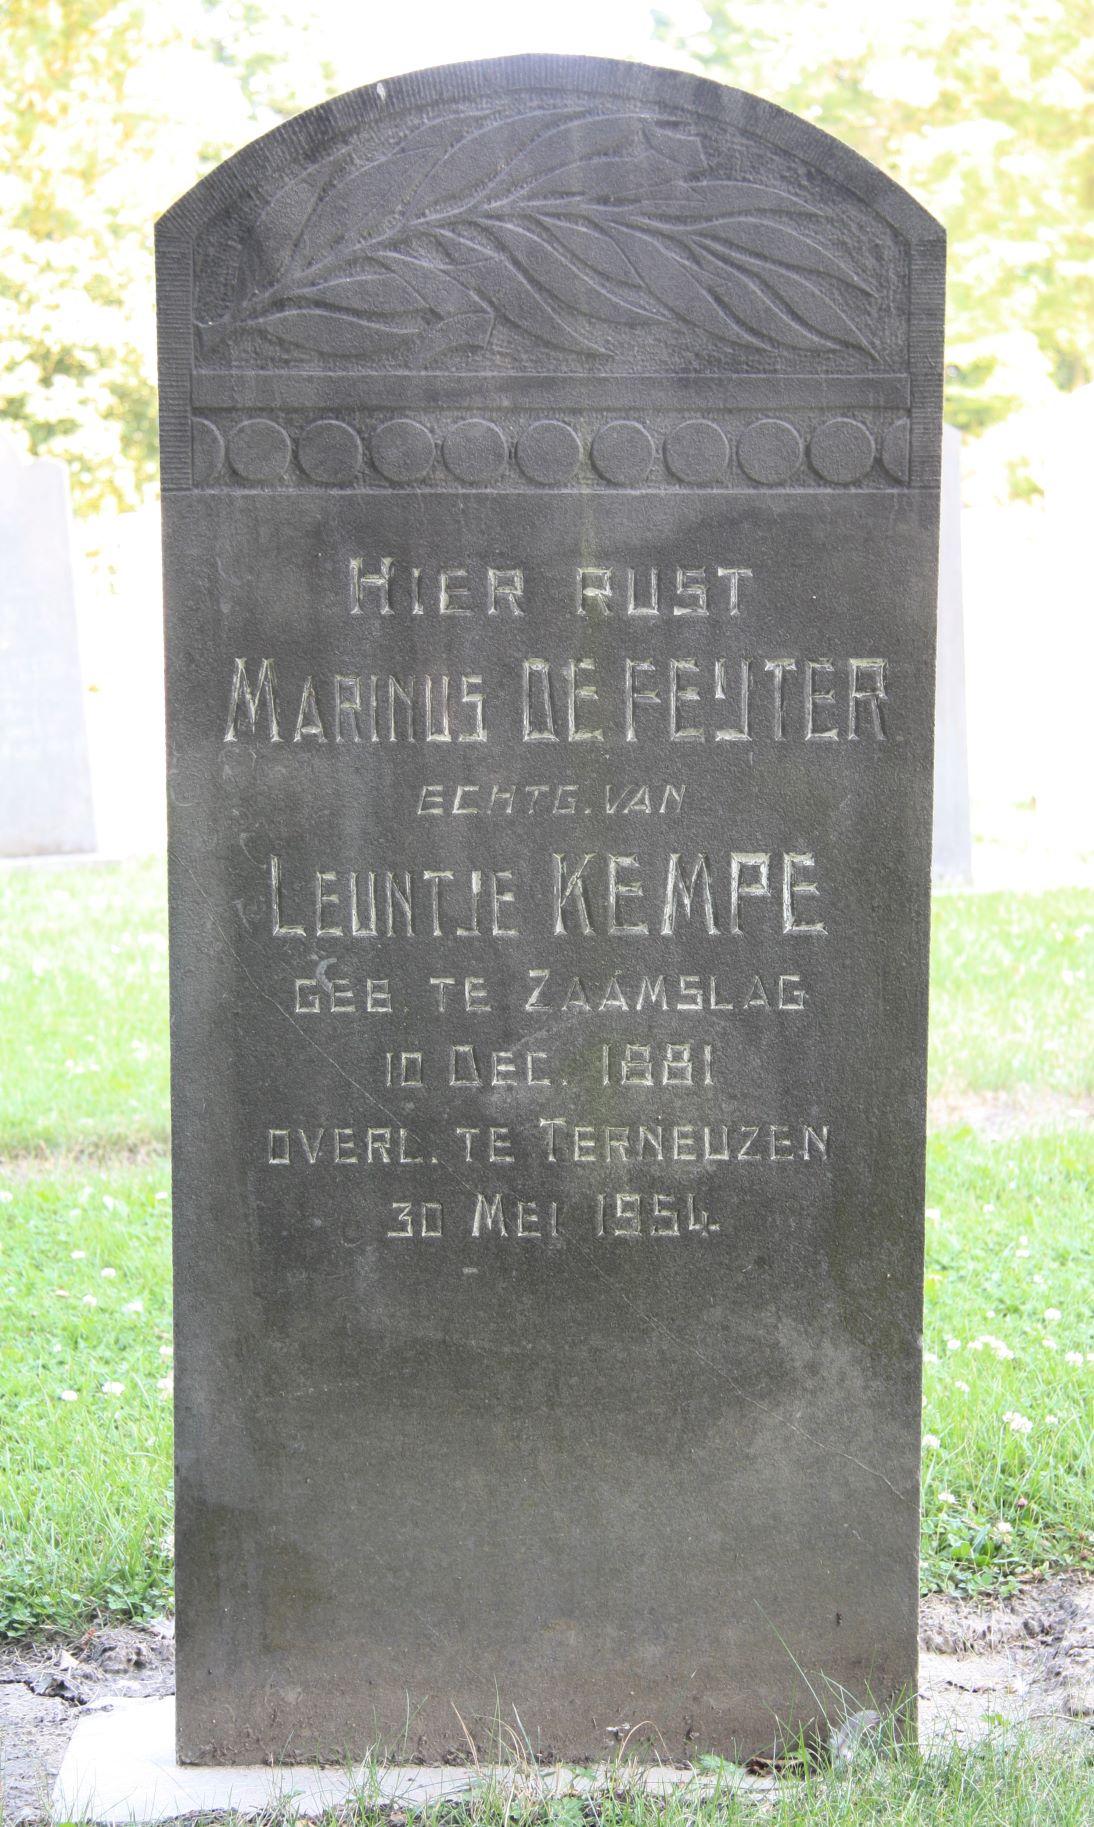 HIER RUST
MARINUS DE FEIJTER
ECHTG. VAN
LEUNTJE KEMPE
GEB. TE ZAAMSLAG
10 DEC. 1881
OVERL. TE TERNEUZEN
30 MEI 1954.